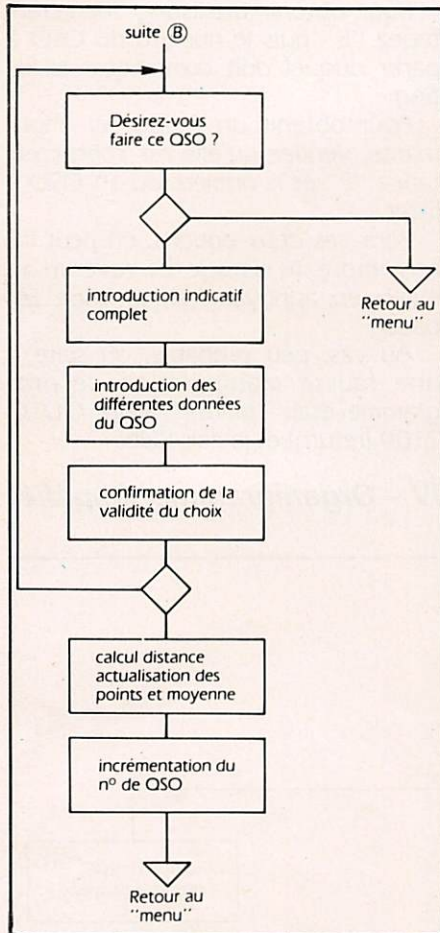 suite Ⓑ
Désirez-vous
faire ce QSO ?
Retour au
"menu"
introduction indicatif
complet
introduction des
différentes données
du QSO
confirmation de la
validité du choix
calcul distance
actualisation des
points et moyenne
incrémentation du
nº de QSO
Retour au
"menu"